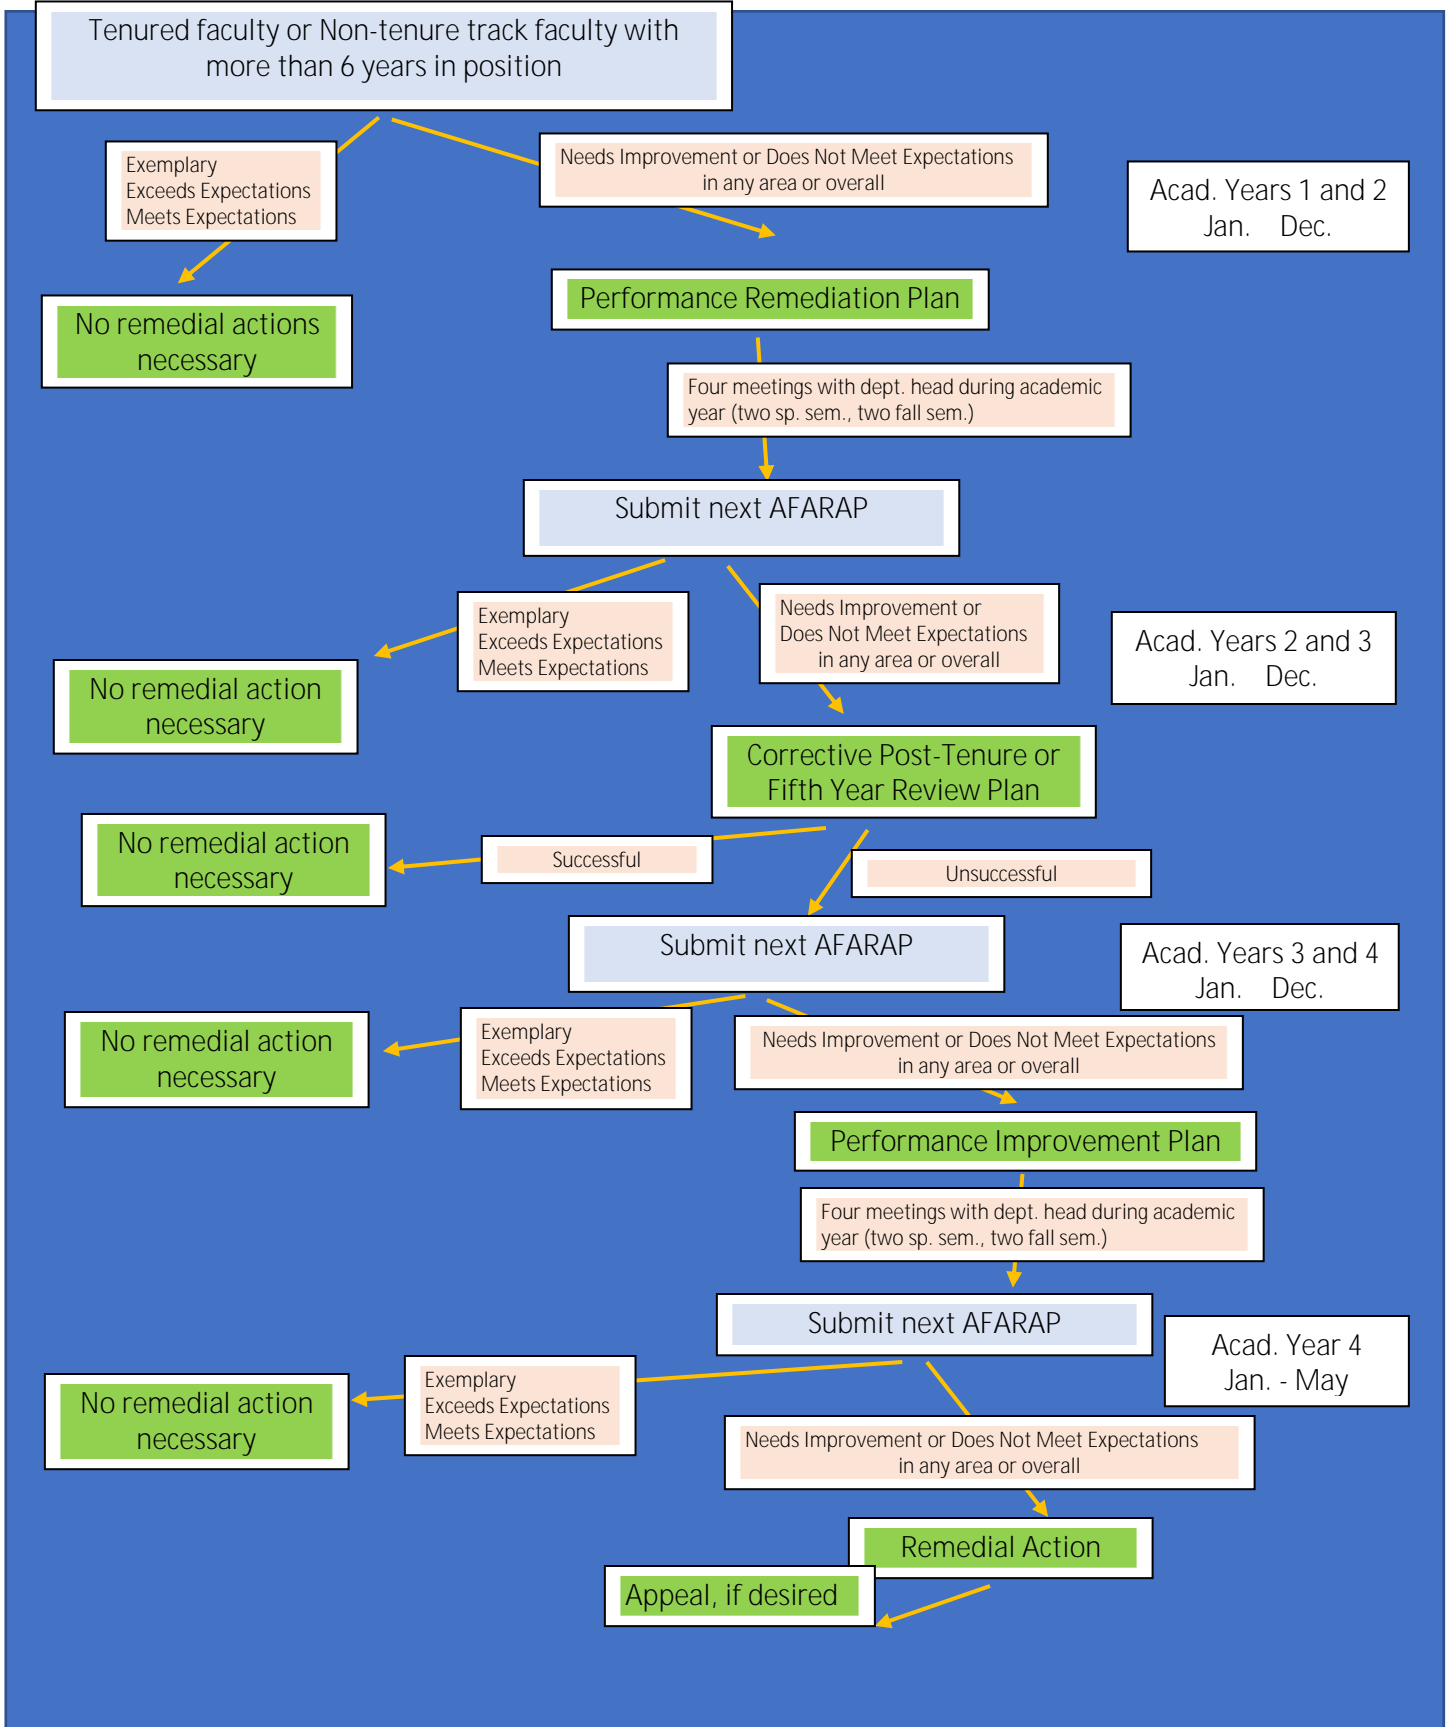 Tenured faculty or Non-tenure track faculty with
more than 6 years in position
Exemplary
Exceeds Expectations
Meets Expectations
Needs Improvement or Does Not Meet Expectations
in any area or overall
Acad. Years 1 and 2
Jan. Dec.
No remedial actions
necessary
Performance Remediation Plan
Four meetings with dept. head during academic
year (two sp. sem., two fall sem.)
Submit next AFARAP
Exemplary
Exceeds Expectations
Meets Expectations
Needs Improvement or
Does Not Meet Expectations
in any area or overall
Acad. Years 2 and 3
Jan. Dec.
No remedial action
necessary
Corrective Post-Tenure or
Fifth Year Review Plan
No remedial action
necessary
Successful
Unsuccessful
Submit next AFARAP
Acad. Years 3 and 4
Jan. Dec.
No remedial action
necessary
Exemplary
Exceeds Expectations
Meets Expectations
Needs Improvement or Does Not Meet Expectations
in any area or overall
Performance Improvement Plan
Four meetings with dept. head during academic
year (two sp. sem., two fall sem.)
Submit next AFARAP
Acad. Year 4
Jan. - May
No remedial action
necessary
Exemplary
Exceeds Expectations
Meets Expectations
Needs Improvement or Does Not Meet Expectations
in any area or overall
Remedial Action
Appeal, if desired